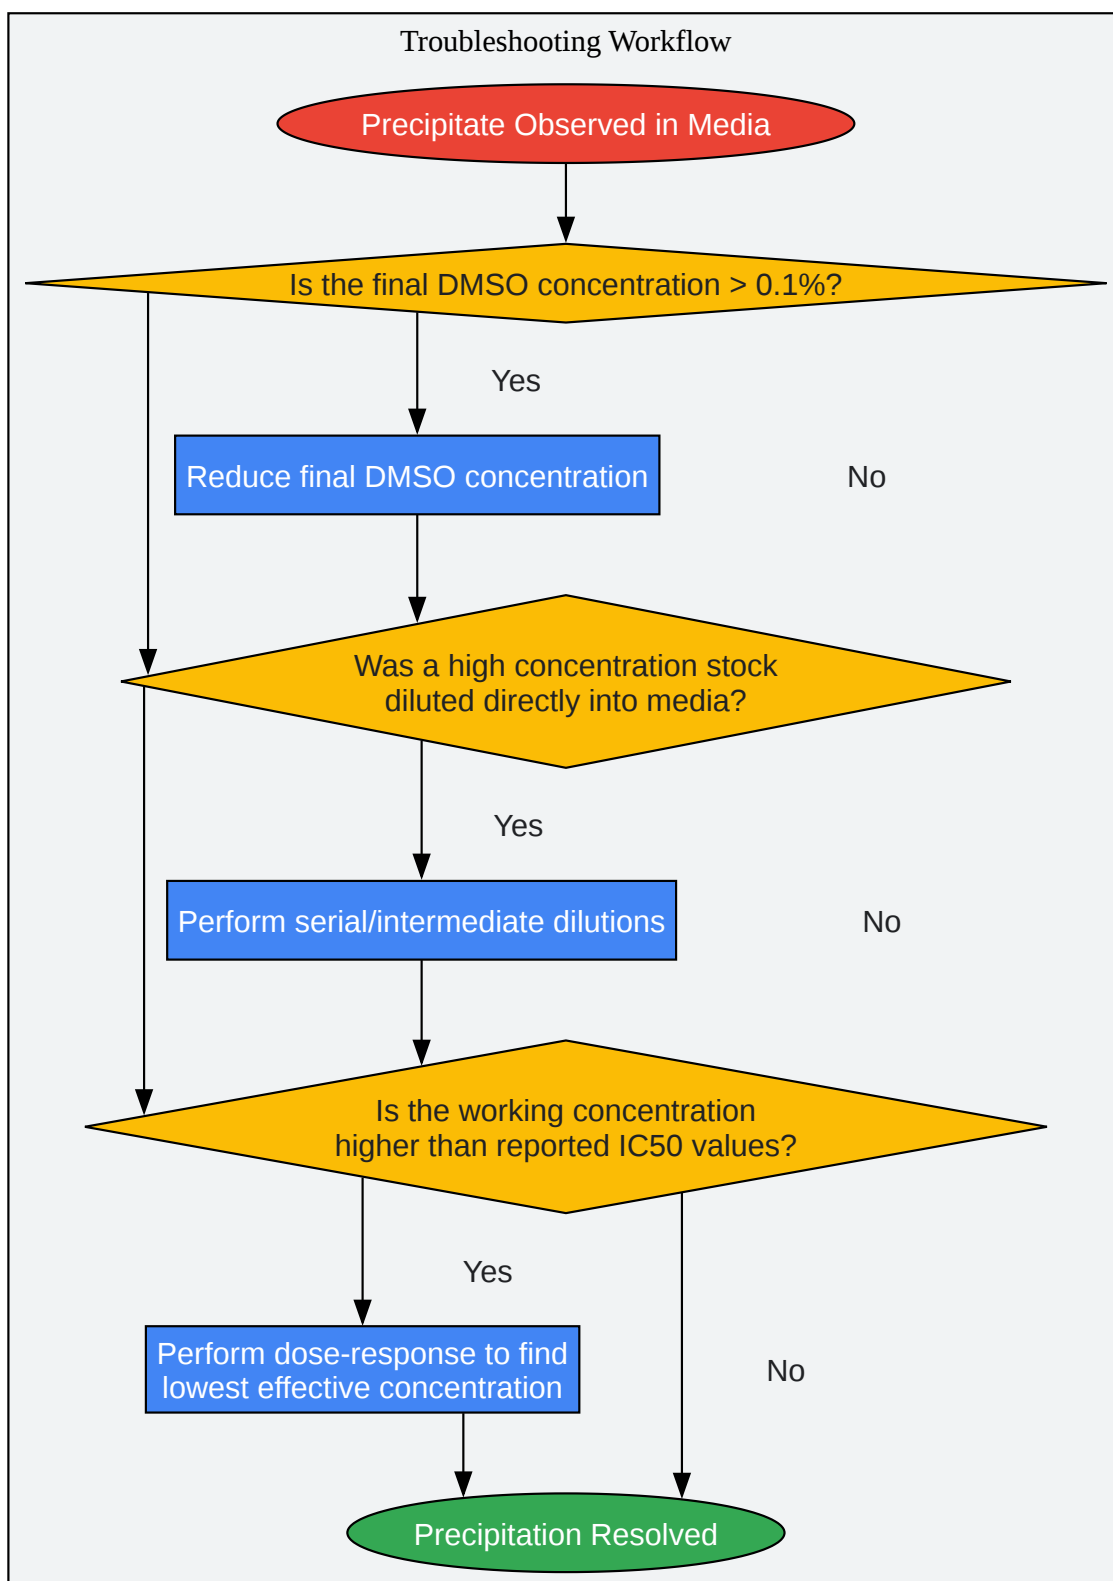 Troubleshooting Workflow
Precipitate Observed in Media
Is the final DMSO concentration > 0.1%?
Yes
Reduce final DMSO concentration
No
Was a high concentration stock
diluted directly into media?
Yes
Perform serial/intermediate dilutions
No
Is the working concentration
higher than reported IC50 values?
Yes
Perform dose-response to find
lowest effective concentration
No
Precipitation Resolved